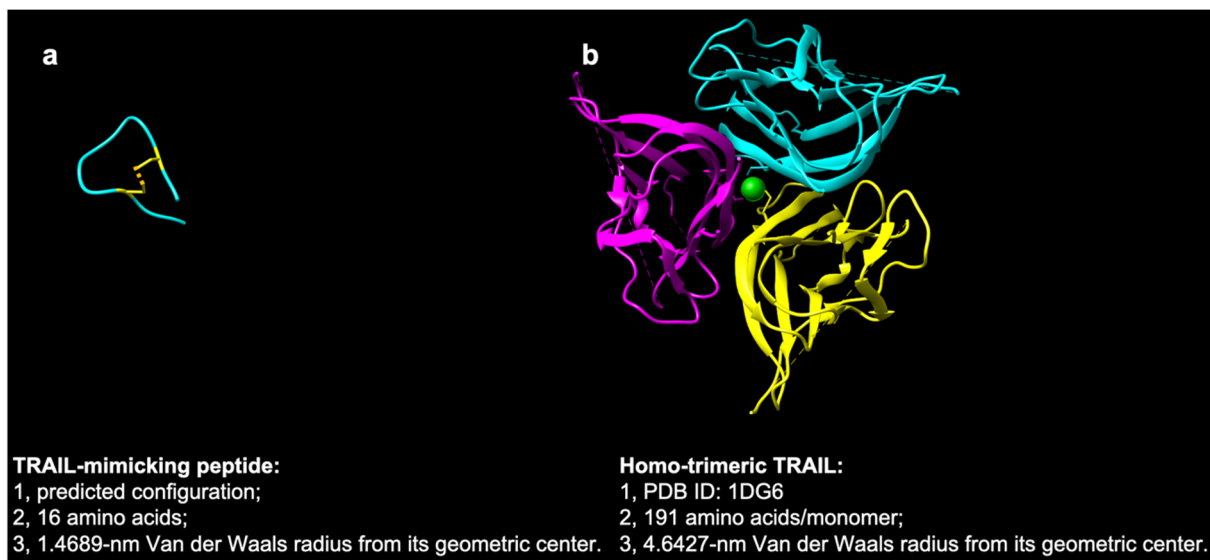 a
b
TRAIL-mimicking peptide:
1, predicted configuration;
2, 16 amino acids;
3, 1.4689-nm Van der Waals radius from its geometric center.
Homo-trimeric TRAIL:
1, PDB ID: 1DG6
2, 191 amino acids/monomer;
3, 4.6427-nm Van der Waals radius from its geometric center.